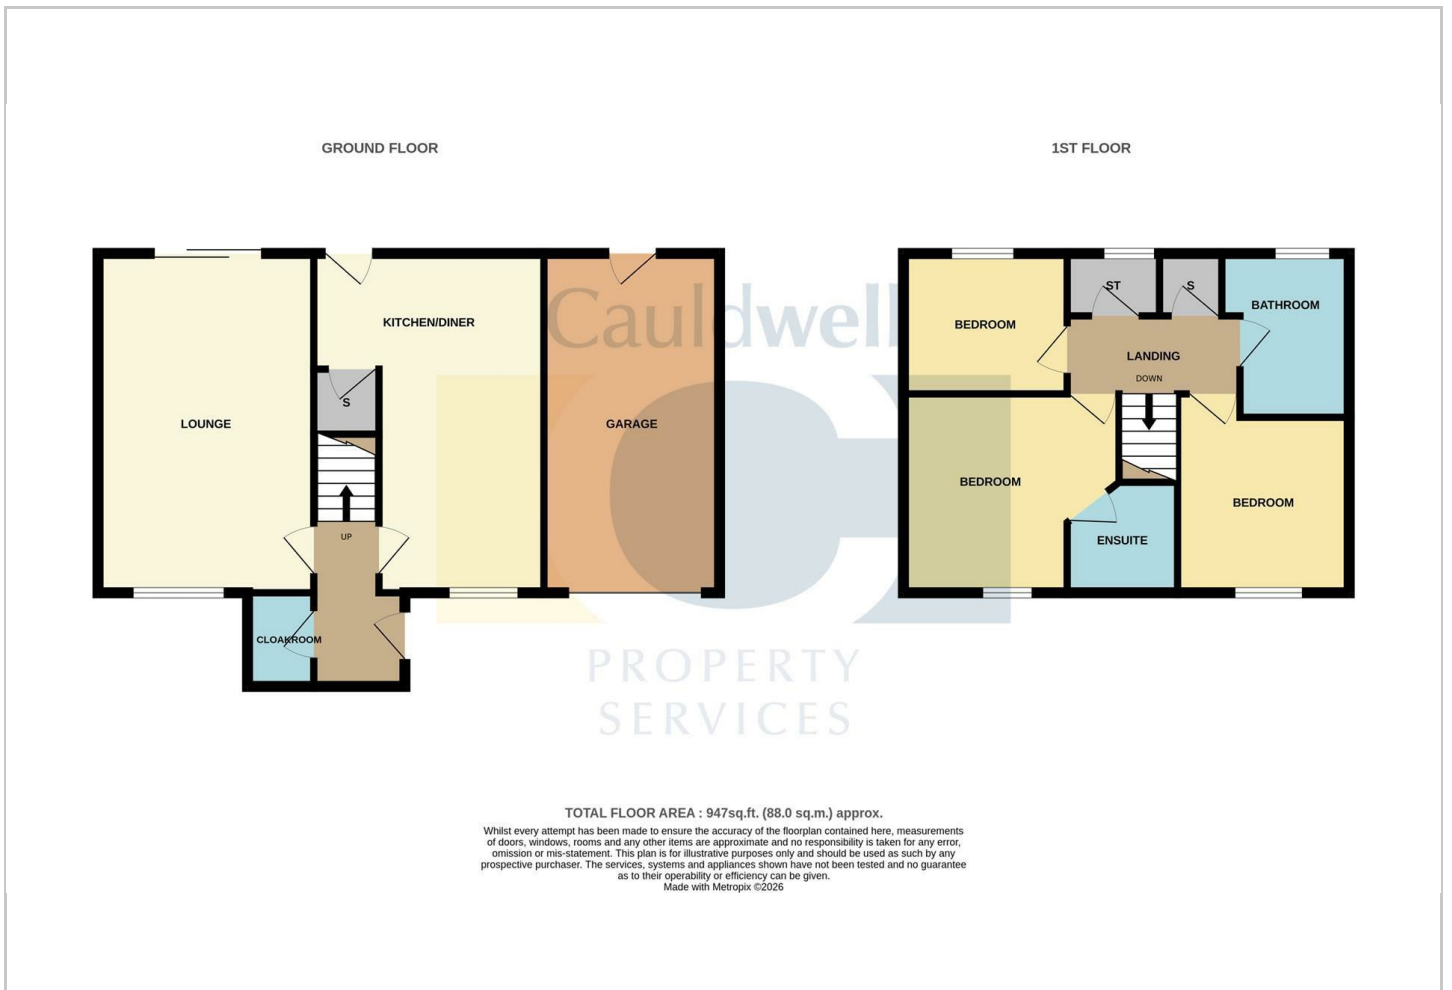 GROUND FLOOR
1ST FLOOR
LOUNGE
KITCHEN/DINER
S
UP
CLOAKROOM
GARAGE
BEDROOM
ST
S
BATHROOM
LANDING
DOWN
BEDROOM
ENSUITE
BEDROOM
Cauldwell
PROPERTY
SERVICES
TOTAL FLOOR AREA : 947sq.ft. (88.0 sq.m.) approx.
Whilst every attempt has been made to ensure the accuracy of the floorplan contained here, measurements
of doors, windows, rooms and any other items are approximate and no responsibility is taken for any error,
omission or mis-statement. This plan is for illustrative purposes only and should be used as such by any
prospective purchaser. The services, systems and appliances shown have not been tested and no guarantee
as to their operability or efficiency can be given.
Made with Metropix ©2026